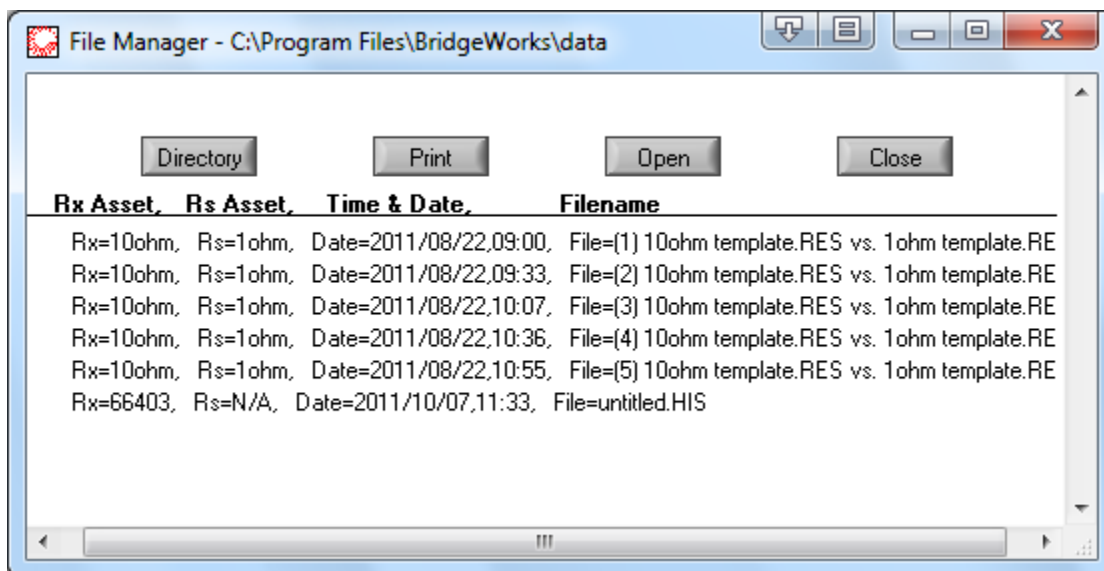 File Manager - C:\Program Files\BridgeWorks\data
Directory Print Open Close
Rx Asset, Rs Asset, Time & Date, Filename
Rx=10ohm, Rs=1ohm, Date=2011/08/22,09:00, File=(1) 10ohm template.RES vs. 1ohm template.RE
Rx=10ohm, Rs=1ohm, Date=2011/08/22,09:33, File=(2) 10ohm template.RES vs. 1ohm template.RE
Rx=10ohm, Rs=1ohm, Date=2011/08/22,10:07, File=(3) 10ohm template.RES vs. 1ohm template.RE
Rx=10ohm, Rs=1ohm, Date=2011/08/22,10:36, File=(4) 10ohm template.RES vs. 1ohm template.RE
Rx=10ohm, Rs=1ohm, Date=2011/08/22,10:55, File=(5) 10ohm template.RES vs. 1ohm template.RE
Rx=66403, Rs=N/A, Date=2011/10/07,11:33, File=untitled.HIS